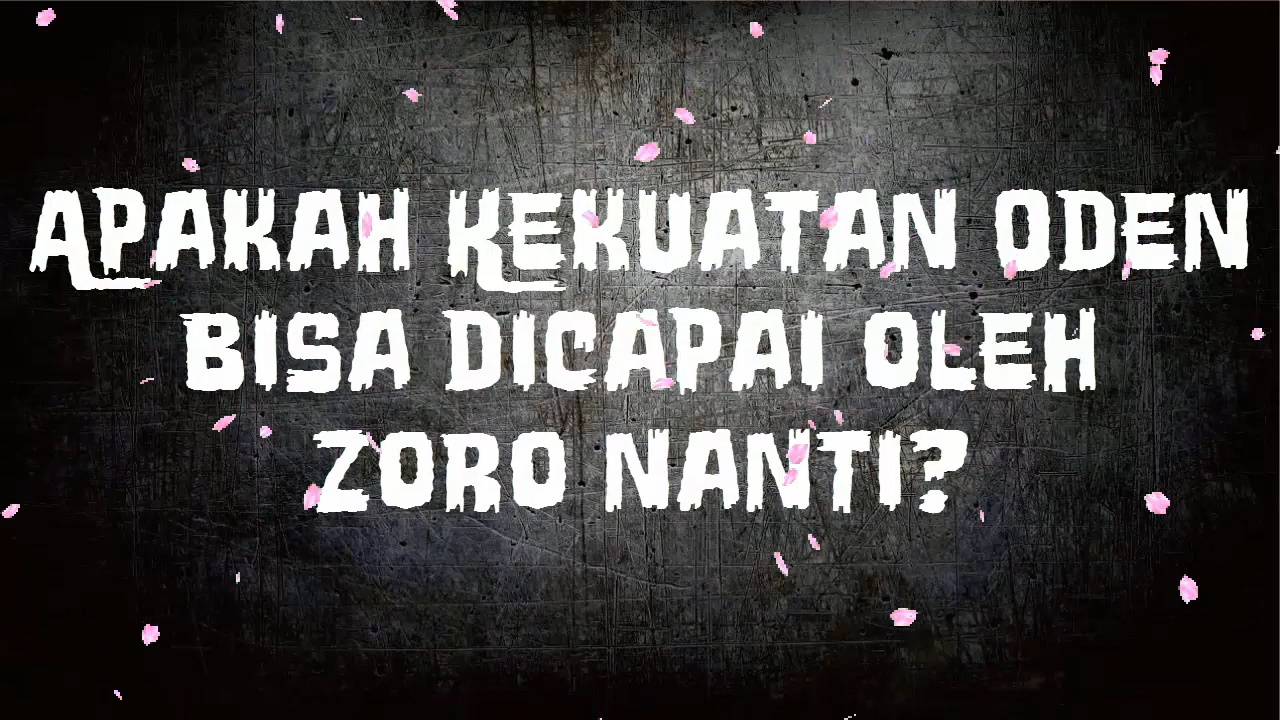 APAKAH KEKUATAN ODEN
BISA DICAPAI OLEH
ZORO NANTI?